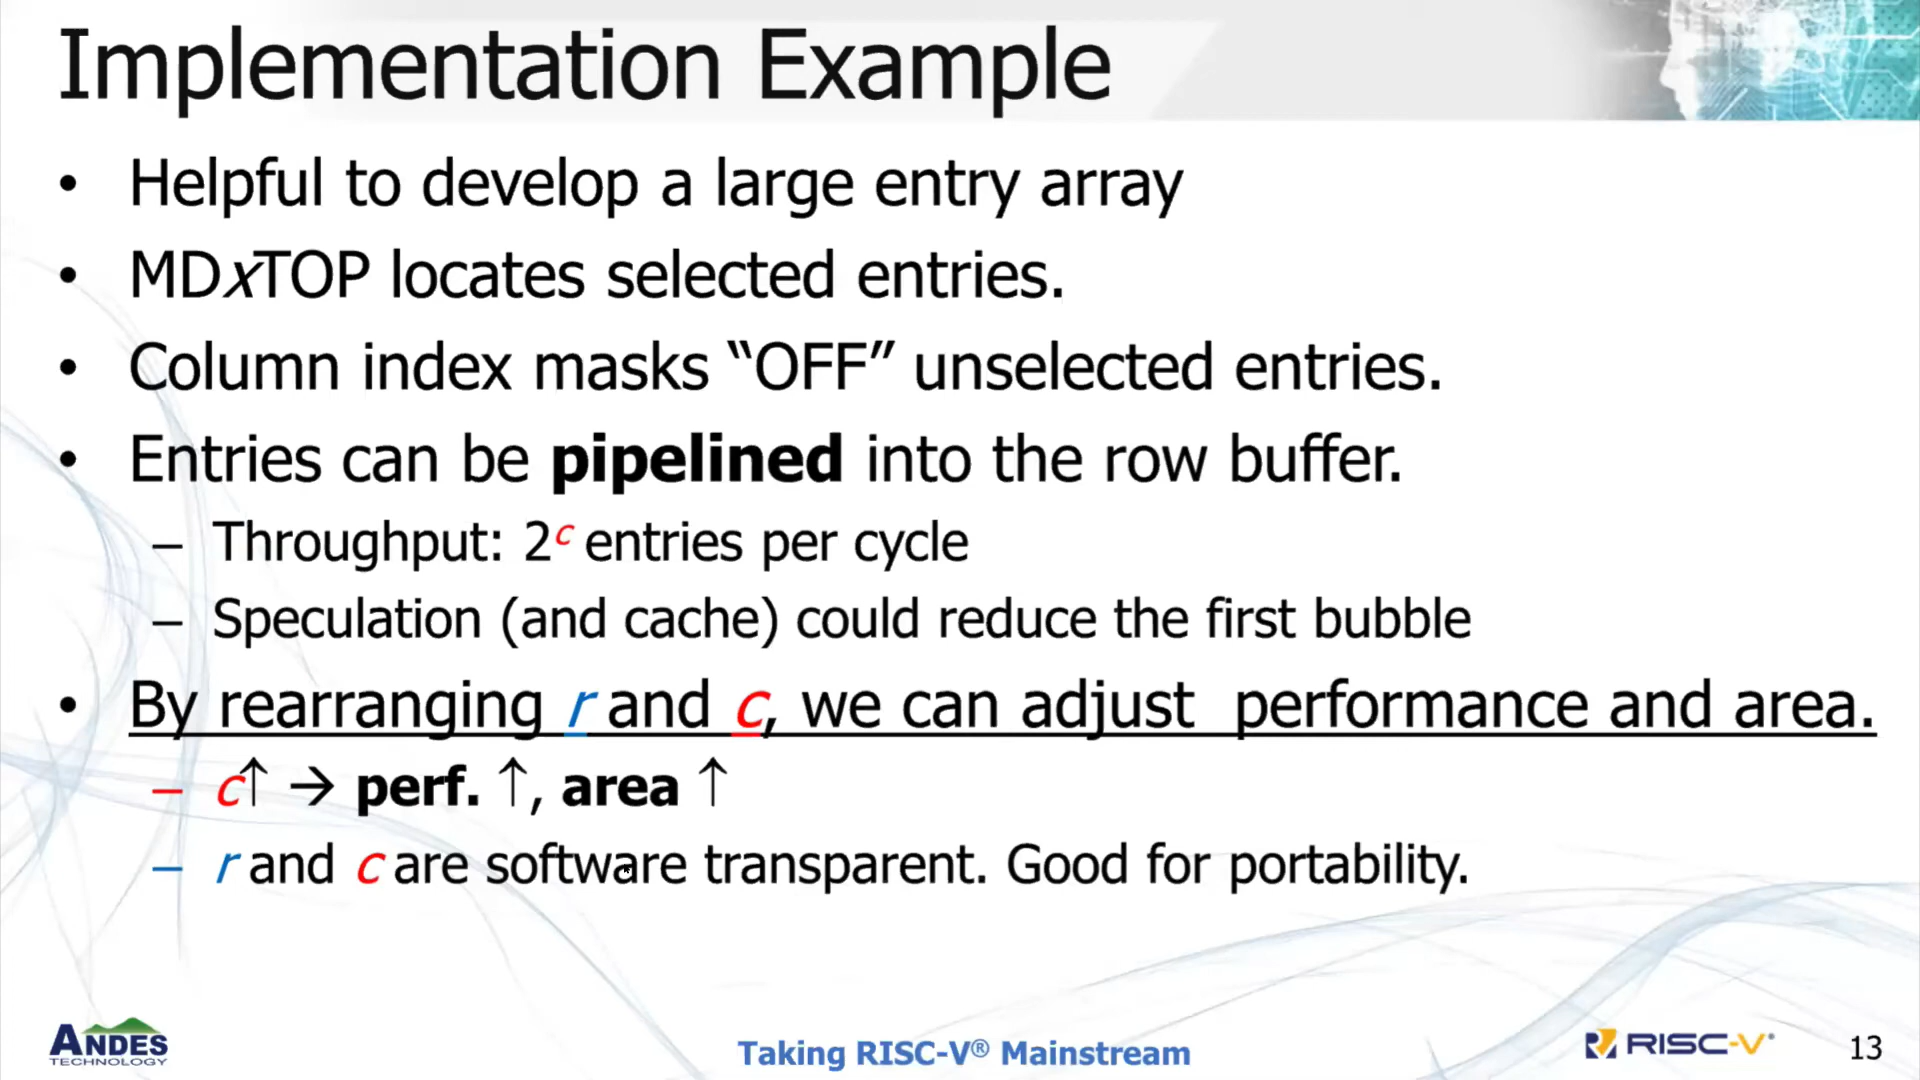 Implementation Example
• Helpful to develop a large entry array
• MDxTOP locates selected entries.
• Column index masks “OFF” unselected entries.
• Entries can be pipelined into the row buffer.
– Throughput: 2^c entries per cycle
– Speculation (and cache) could reduce the first bubble
• By rearranging r and c, we can adjust performance and area.
– c↑ → perf. ↑, area ↑
– r and c are software transparent. Good for portability.
ANDES
TECHNOLOGY
Taking RISC-V® Mainstream
RISC-V
13